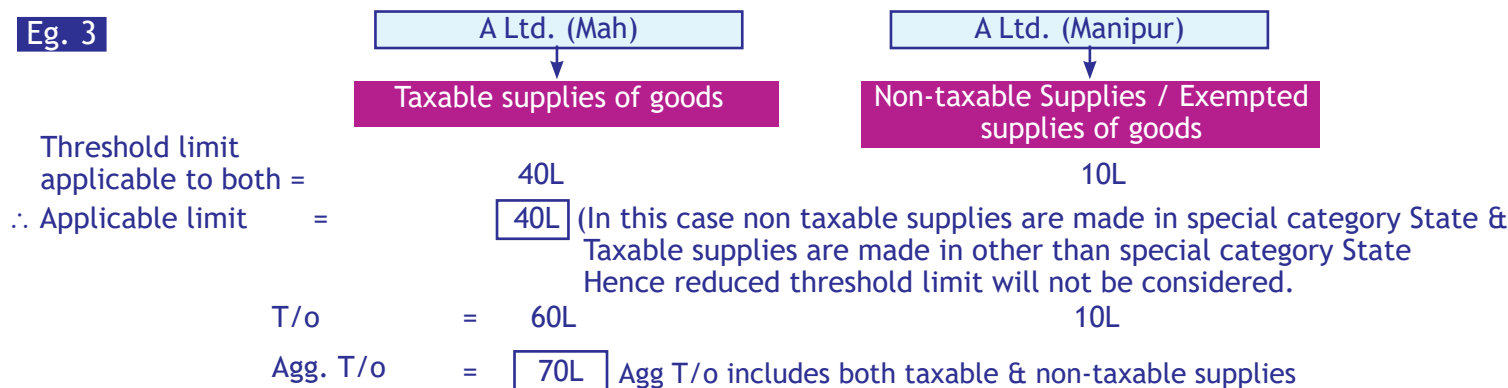 Eg. 3
A Ltd. (Mah) A Ltd. (Manipur)
Taxable supplies of goods Non-taxable Supplies / Exempted
supplies of goods
Threshold limit
applicable to both = 40L 10L
∴ Applicable limit = 40L (In this case non taxable supplies are made in special category State &
Taxable supplies are made in other than special category State
Hence reduced threshold limit will not be considered.
T/o = 60L 10L
Agg. T/o = 70L Agg T/o includes both taxable & non-taxable supplies